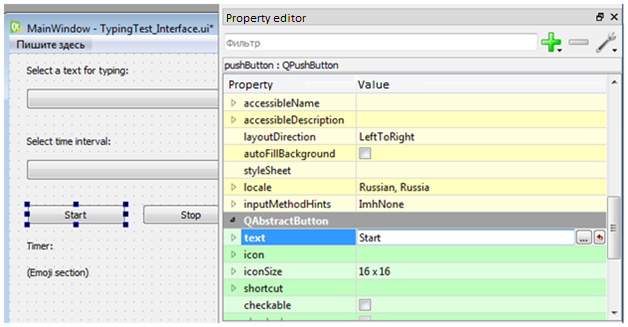 MainWindow - TypingTest_Interface.ui*
Пишите здесь
Select a text for typing:
Select time interval:
Start
Stop
Timer:
(Emoji section)
Property editor
Фильтр
pushButton : QPushButton
Property Value
accessibleName
accessibleDescription
layoutDirection LeftToRight
autoFillBackground
styleSheet
locale Russian, Russia
inputMethodHints ImhNone
QAbstractButton
text Start ...
icon
iconSize 16 x 16
shortcut
checkable